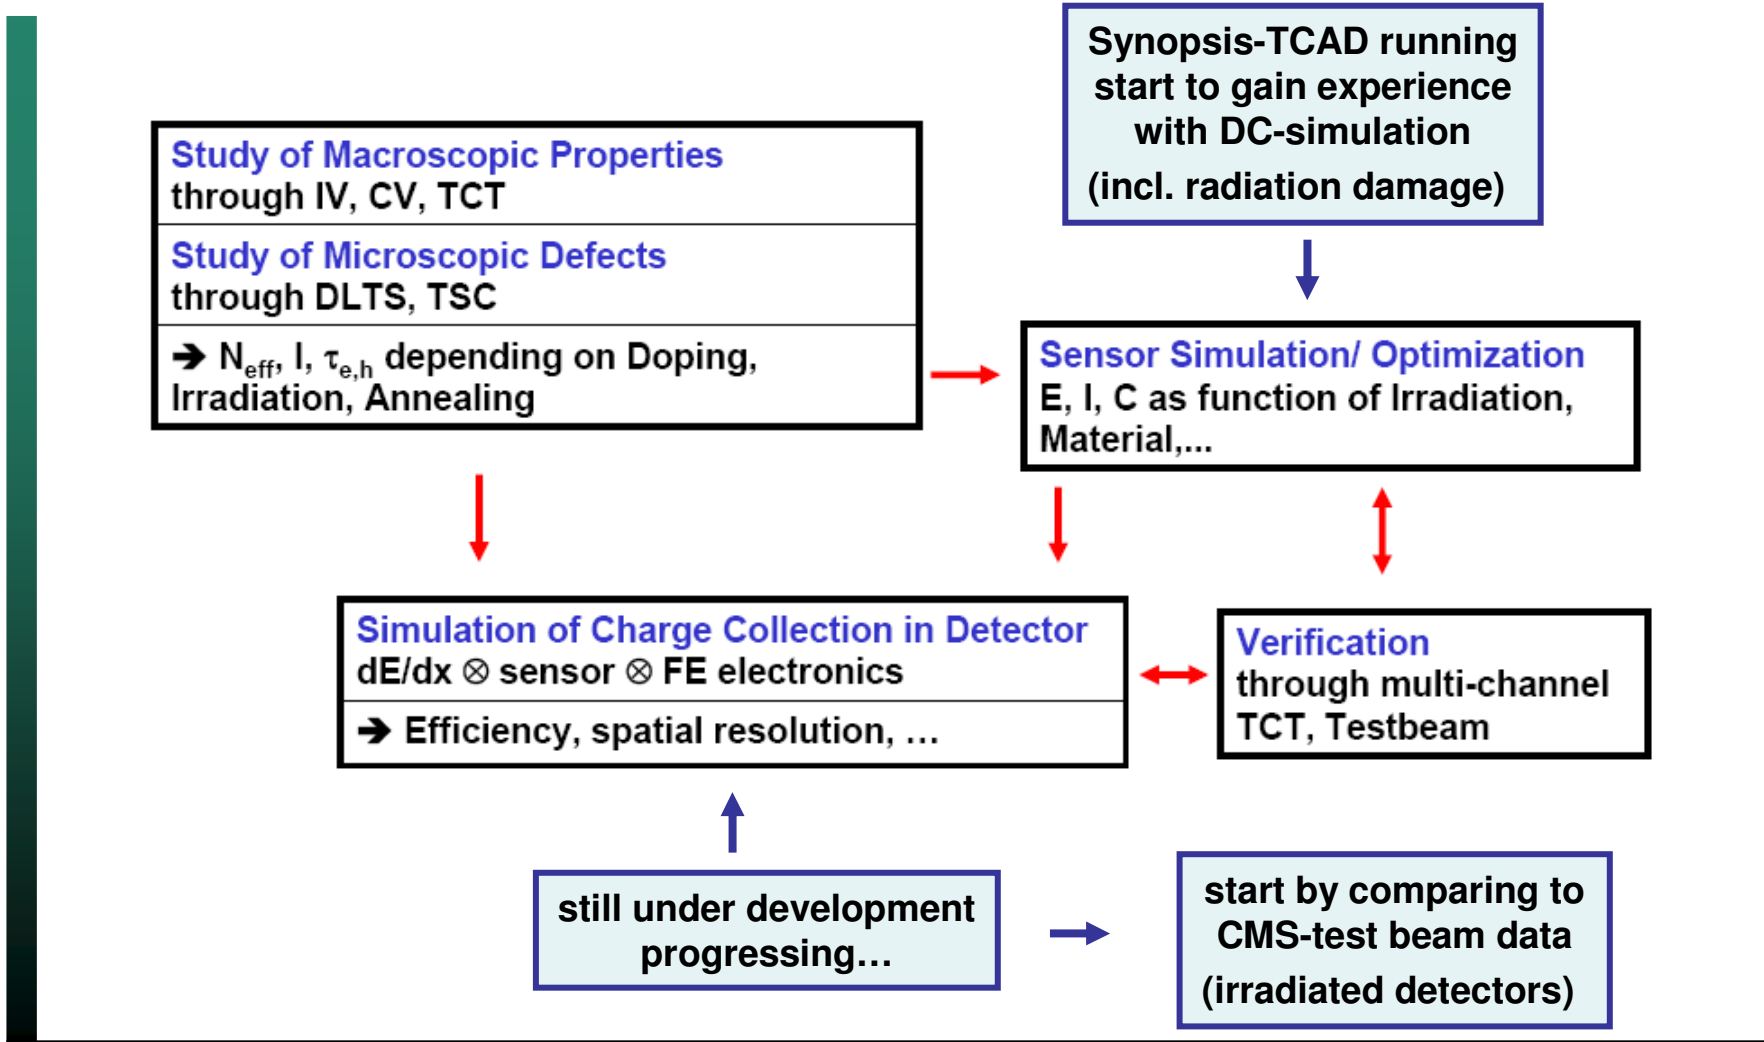 Synopsis-TCAD running
start to gain experience
with DC-simulation
(incl. radiation damage)
Study of Macroscopic Properties
through IV, CV, TCT
Study of Microscopic Defects
through DLTS, TSC
➔ Neff, I, τe,h depending on Doping,
Irradiation, Annealing
Sensor Simulation/ Optimization
E, I, C as function of Irradiation,
Material,...
Simulation of Charge Collection in Detector
dE/dx ⊗ sensor ⊗ FE electronics
➔ Efficiency, spatial resolution, …
Verification
through multi-channel
TCT, Testbeam
still under development
progressing…
start by comparing to
CMS-test beam data
(irradiated detectors)